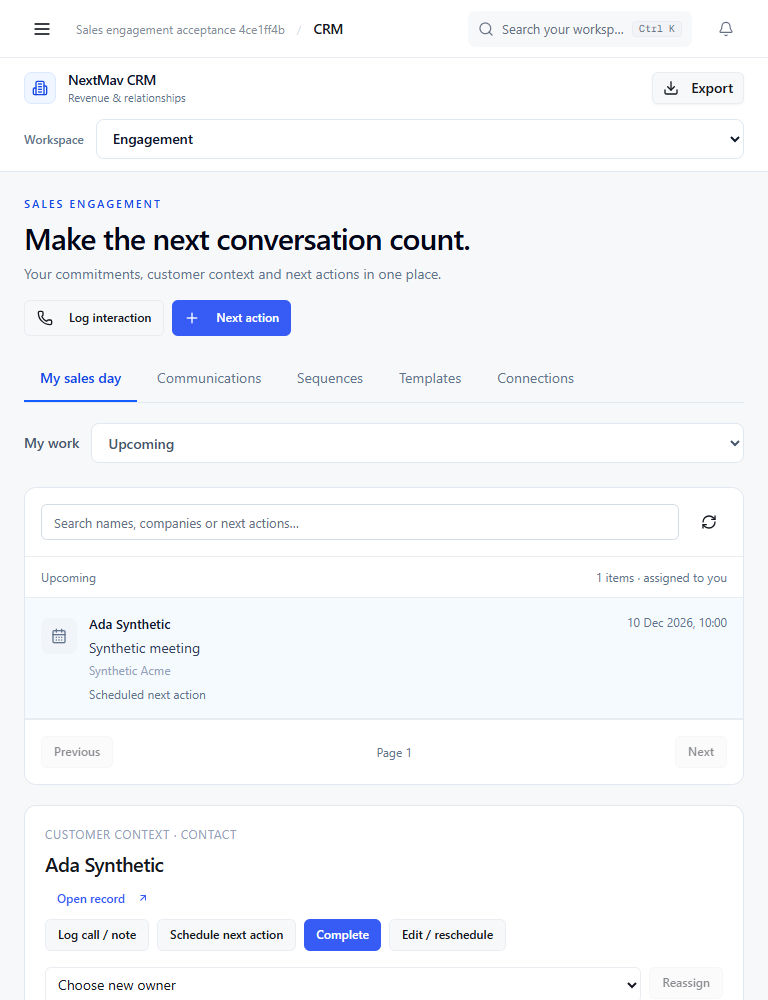 Sales engagement acceptance 4ce1ff4b / CRM
Search your worksp... Ctrl K
NextMav CRM
Revenue & relationships
Export
Workspace
Engagement
SALES ENGAGEMENT
Make the next conversation count.
Your commitments, customer context and next actions in one place.
Log interaction
Next action
My sales day
Communications
Sequences
Templates
Connections
My work
Upcoming
Search names, companies or next actions...
Upcoming
1 items · assigned to you
Ada Synthetic
10 Dec 2026, 10:00
Synthetic meeting
Synthetic Acme
Scheduled next action
Previous
Page 1
Next
CUSTOMER CONTEXT · CONTACT
Ada Synthetic
Open record
Log call / note
Schedule next action
Complete
Edit / reschedule
Choose new owner
Reassign